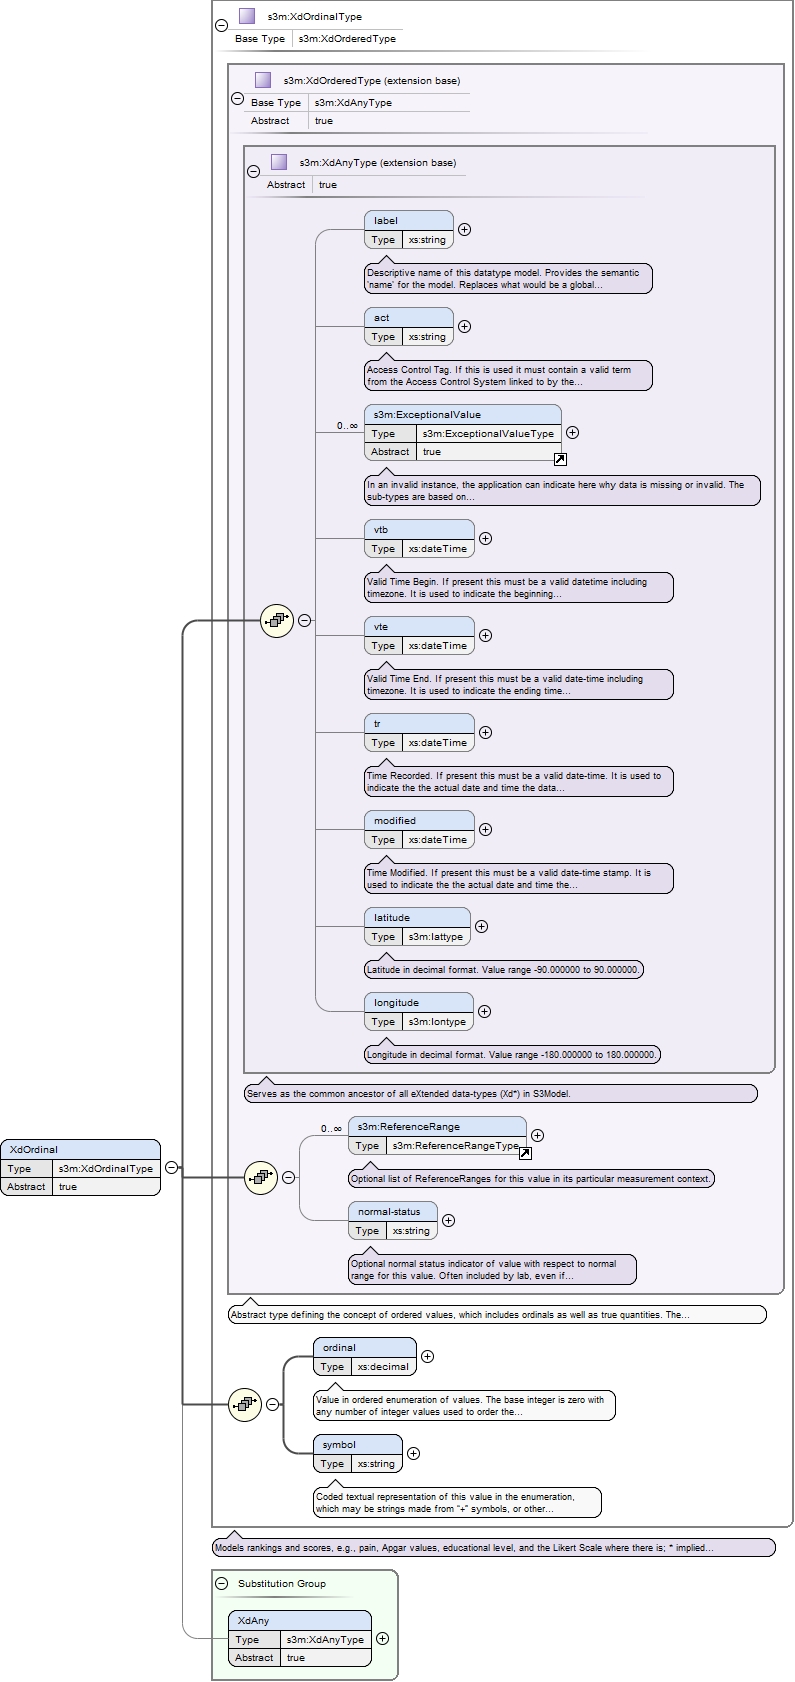 s3m:XdOrdinalType
Base Type s3m:XdOrderedType
s3m:XdOrderedType (extension base)
Base Type s3m:XdAnyType
Abstract true
s3m:XdAnyType (extension base)
Abstract true
label
Type xs:string
Descriptive name of this datatype model. Provides the semantic
'name' for the model. Replaces what would be a global...
act
Type xs:string
Access Control Tag. If this is used it must contain a valid term
from the Access Control System linked to by the...
s3m:ExceptionalValue
0..∞
Type s3m:ExceptionalValueType
Abstract true
In an invalid instance, the application can indicate here why data is missing or invalid. The
sub-types are based on...
vtb
Type xs:dateTime
Valid Time Begin. If present this must be a valid datetime including
timezone. It is used to indicate the beginning...
vte
Type xs:dateTime
Valid Time End. If present this must be a valid date-time including
timezone. It is used to indicate the ending time...
tr
Type xs:dateTime
Time Recorded. If present this must be a valid date-time. It is used to
indicate the the actual date and time the data...
modified
Type xs:dateTime
Time Modified. If present this must be a valid date-time stamp. It is
used to indicate the the actual date and time the...
latitude
Type s3m:lattype
Latitude in decimal format. Value range -90.000000 to 90.000000.
longitude
Type s3m:lontype
Longitude in decimal format. Value range -180.000000 to 180.000000.
Serves as the common ancestor of all eXtended data-types (Xd*) in S3Model.
0..∞ s3m:ReferenceRange
Type s3m:ReferenceRangeType
Optional list of ReferenceRanges for this value in its particular measurement context.
XdOrdinal
Type s3m:XdOrdinalType
Abstract true
normal-status
Type xs:string
Optional normal status indicator of value with respect to normal
range for this value. Often included by lab, even if...
Abstract type defining the concept of ordered values, which includes ordinals as well as true quantities. The...
ordinal
Type xs:decimal
Value in ordered enumeration of values. The base integer is zero with
any number of integer values used to order the...
symbol
Type xs:string
Coded textual representation of this value in the enumeration,
which may be strings made from "+" symbols, or other...
Models rankings and scores, e.g., pain, Apgar values, educational level, and the Likert Scale where there is; * implied...
Substitution Group
XdAny
Type s3m:XdAnyType
Abstract true